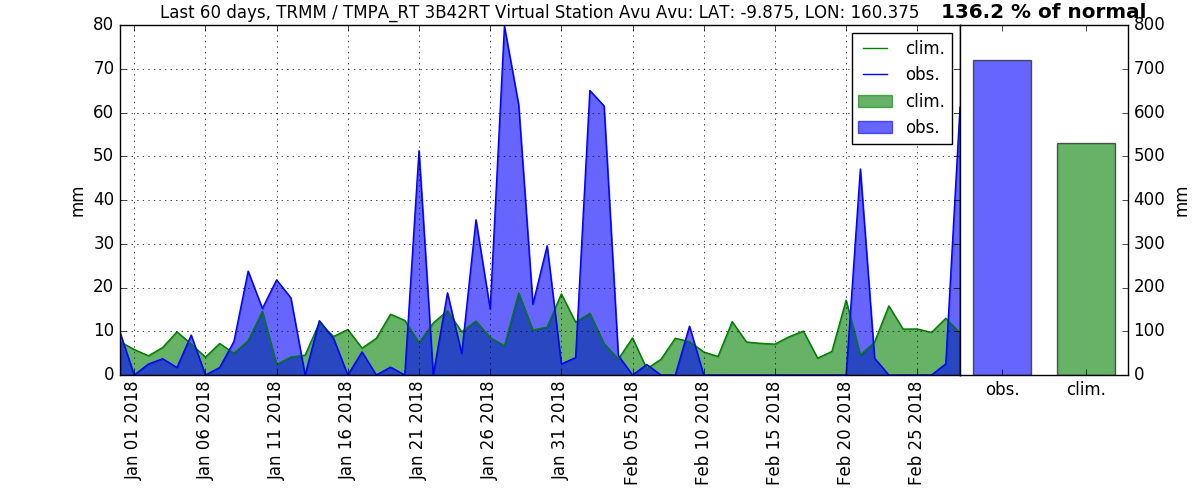 Last 60 days, TRMM / TMPA_RT 3B42RT Virtual Station Avu Avu: LAT: -9.875, LON: 160.375
136.2 % of normal
80
70
60
50
40
30
20
10
0
mm
clim.
obs.
clim.
obs.
Jan 01 2018
Jan 06 2018
Jan 11 2018
Jan 16 2018
Jan 21 2018
Jan 26 2018
Jan 31 2018
Feb 05 2018
Feb 10 2018
Feb 15 2018
Feb 20 2018
Feb 25 2018
800
700
600
500
400
300
200
100
0
mm
obs.
clim.